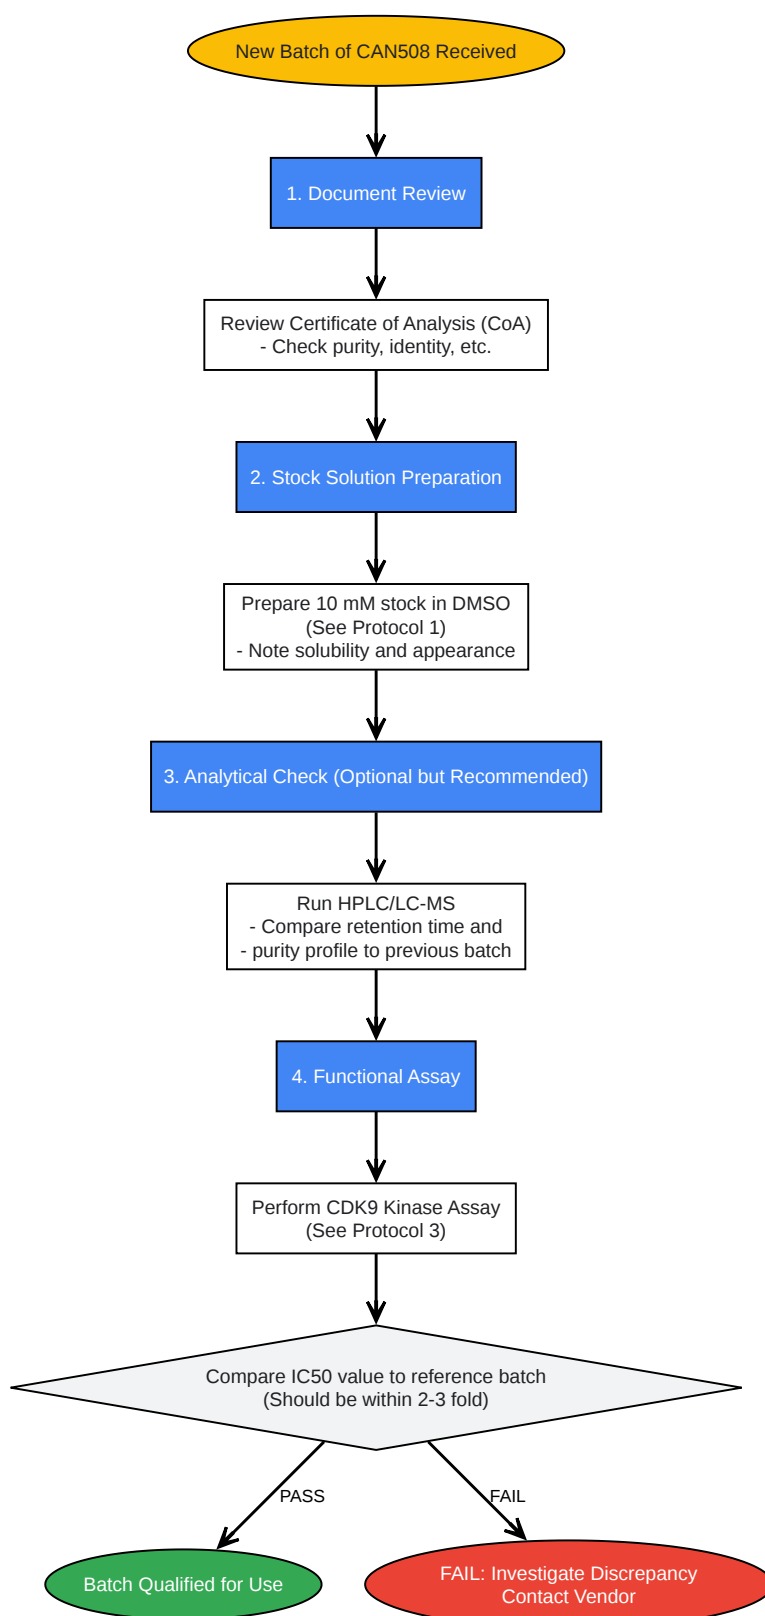 New Batch of CAN508 Received
1. Document Review
Review Certificate of Analysis (CoA)
- Check purity, identity, etc.
2. Stock Solution Preparation
Prepare 10 mM stock in DMSO
(See Protocol 1)
- Note solubility and appearance
3. Analytical Check (Optional but Recommended)
Run HPLC/LC-MS
- Compare retention time and
- purity profile to previous batch
4. Functional Assay
Perform CDK9 Kinase Assay
(See Protocol 3)
Compare IC50 value to reference batch
(Should be within 2-3 fold)
PASS
FAIL
Batch Qualified for Use
FAIL: Investigate Discrepancy
Contact Vendor